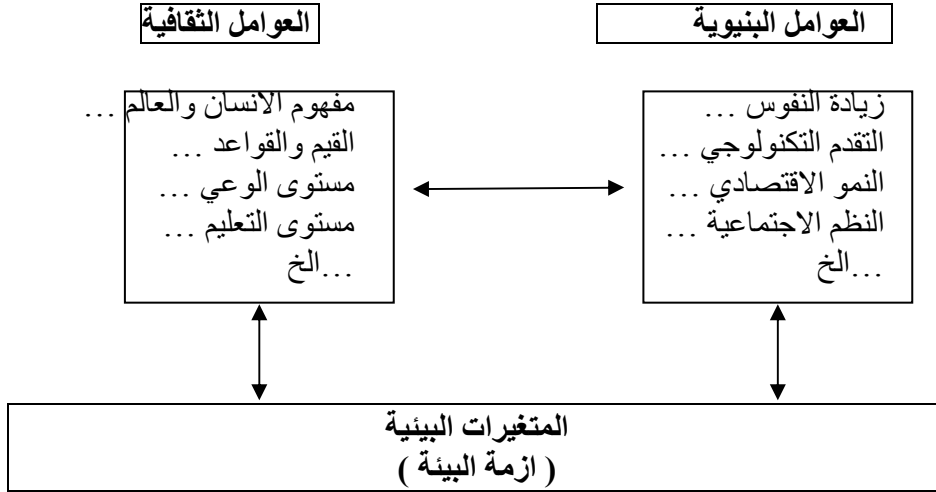 العوامل البنيوية
زيادة النفوس ...
التقدم التكنولوجي ...
النمو الاقتصادي ...
النظم الاجتماعية ...
...الخ
العوامل الثقافية
مفهوم الانسان والعالم ...
القيم والقواعد ...
مستوى الوعي ...
مستوى التعليم ...
...الخ
المتغيرات البيئية
( ازمة البيئة )